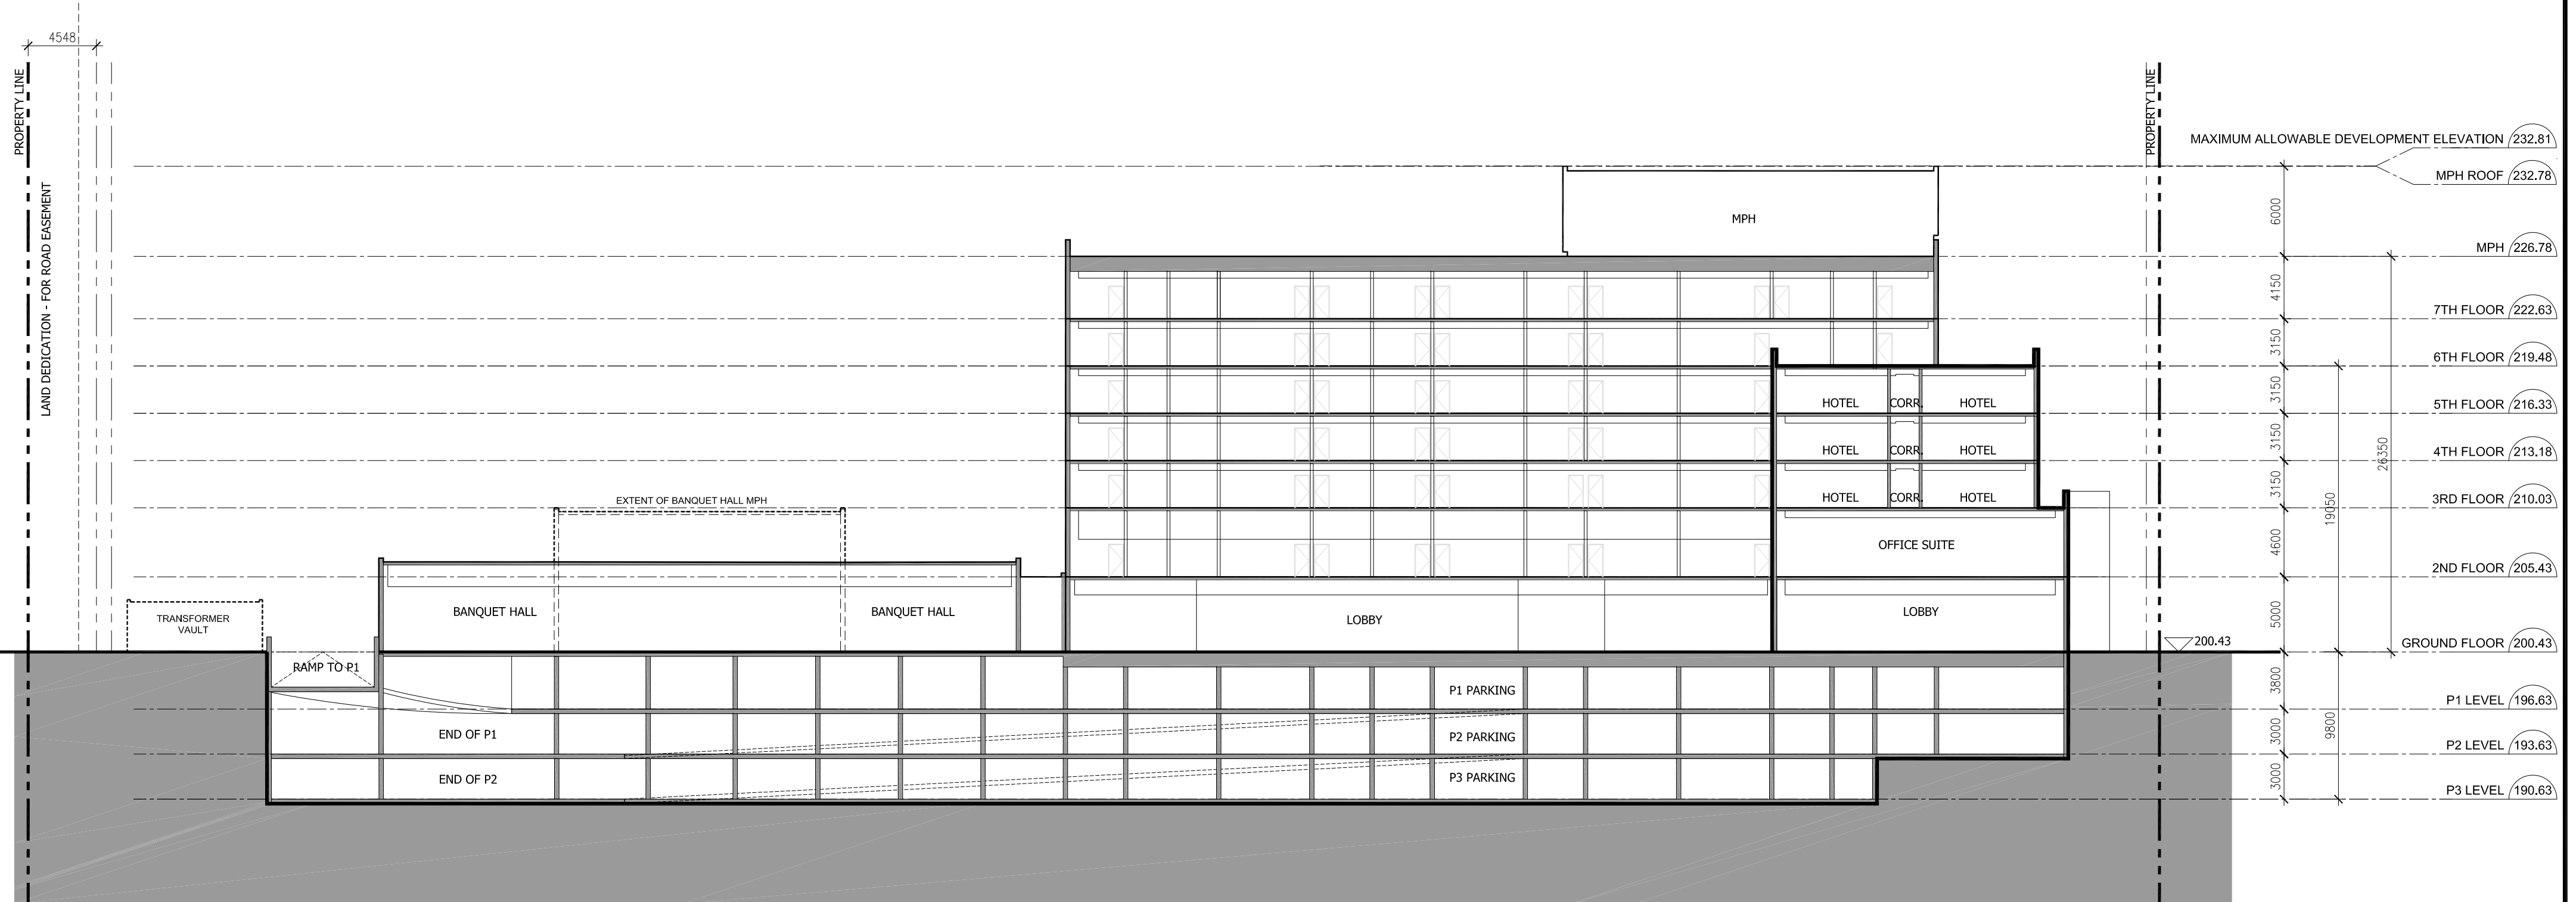 4548
PROPERTY LINE
LAND DEDICATION - FOR ROAD EASEMENT
PROPERTY LINE
MAXIMUM ALLOWABLE DEVELOPMENT ELEVATION 232.81
MPH ROOF 232.78
6000
MPH
MPH 226.78
4150
7TH FLOOR 222.63
3150
6TH FLOOR 219.48
3150
HOTEL CORR. HOTEL
5TH FLOOR 216.33
3150
HOTEL CORR. HOTEL
4TH FLOOR 213.18
26350
3150
HOTEL CORR. HOTEL
3RD FLOOR 210.03
EXTENT OF BANQUET HALL MPH
19050
4600
OFFICE SUITE
2ND FLOOR 205.43
5000
BANQUET HALL
BANQUET HALL
LOBBY
LOBBY
TRANSFORMER
VAULT
200.43
GROUND FLOOR 200.43
RAMP TO P1
3800
P1 PARKING
P1 LEVEL 196.63
END OF P1
P2 PARKING
3000
9800
P2 LEVEL 193.63
END OF P2
P3 PARKING
3000
P3 LEVEL 190.63